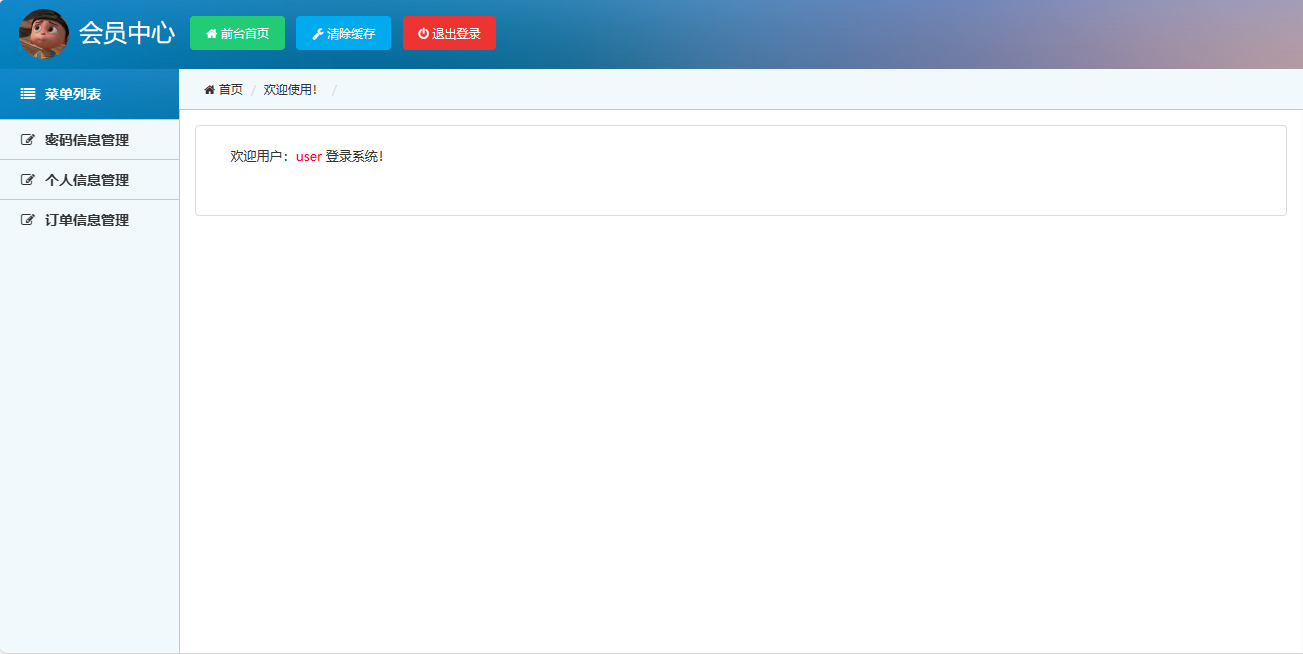 会员中心 前台首页 清除缓存 退出登录
菜单列表
密码信息管理
个人信息管理
订单信息管理
首页 / 欢迎使用！ /
欢迎用户：user 登录系统！